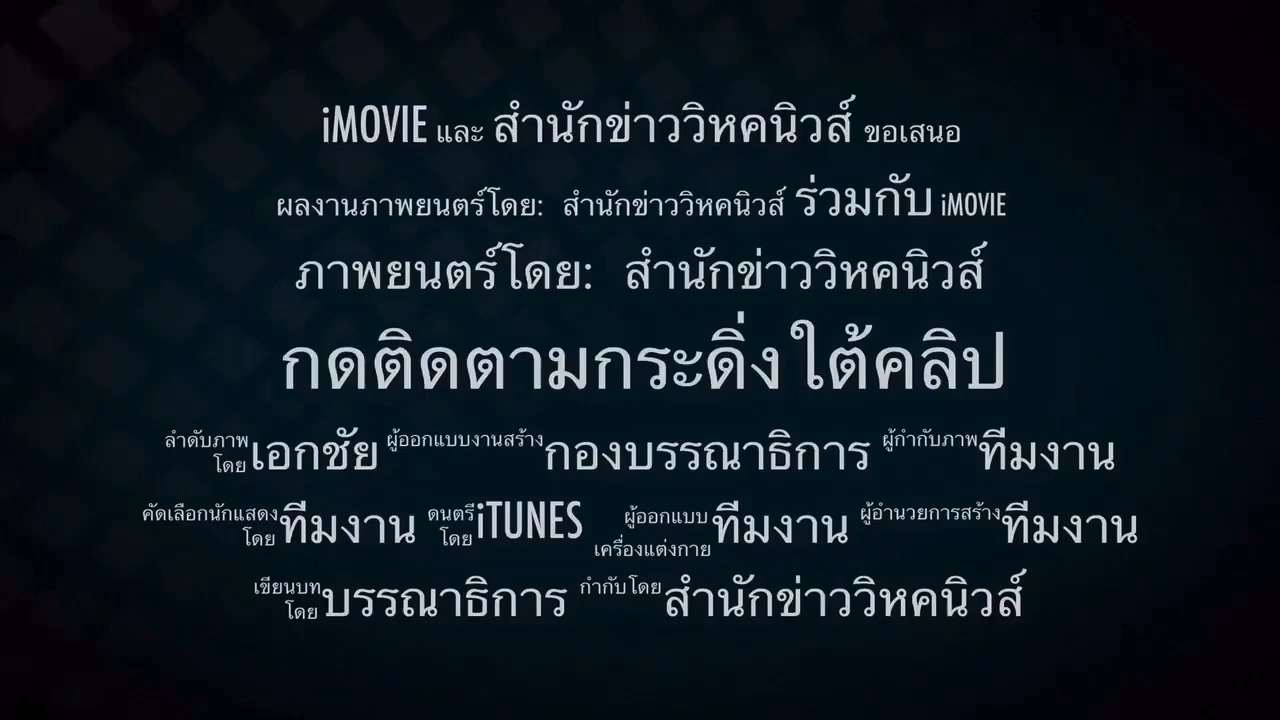 iMOVIE และ สำนักข่าววิหคนิวส์ ขอเสนอ
ผลงานภาพยนตร์โดย: สำนักข่าววิหคนิวส์ ร่วมกับ iMOVIE
ภาพยนตร์โดย: สำนักข่าววิหคนิวส์
กดติดตามกระดิ่ง ใต้คลิป
ลำดับภาพโดย เอกชัย ผู้ออกแบบงานสร้าง กองบรรณาธิการ ผู้กำกับภาพ ทีมงาน
คัดเลือกนักแสดงโดย ทีมงาน ดนตรีโดย iTUNES ผู้ออกแบบเครื่องแต่งกาย ทีมงาน ผู้อำนวยการสร้าง ทีมงาน
เขียนบทโดย บรรณาธิการ กำกับโดย สำนักข่าววิหคนิวส์